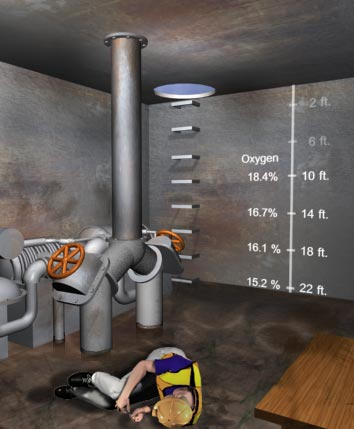 2 ft.
6 ft.
Oxygen
18.4% 10 ft.
16.7% 14 ft.
16.1 % 18 ft.
15.2 % 22 ft.